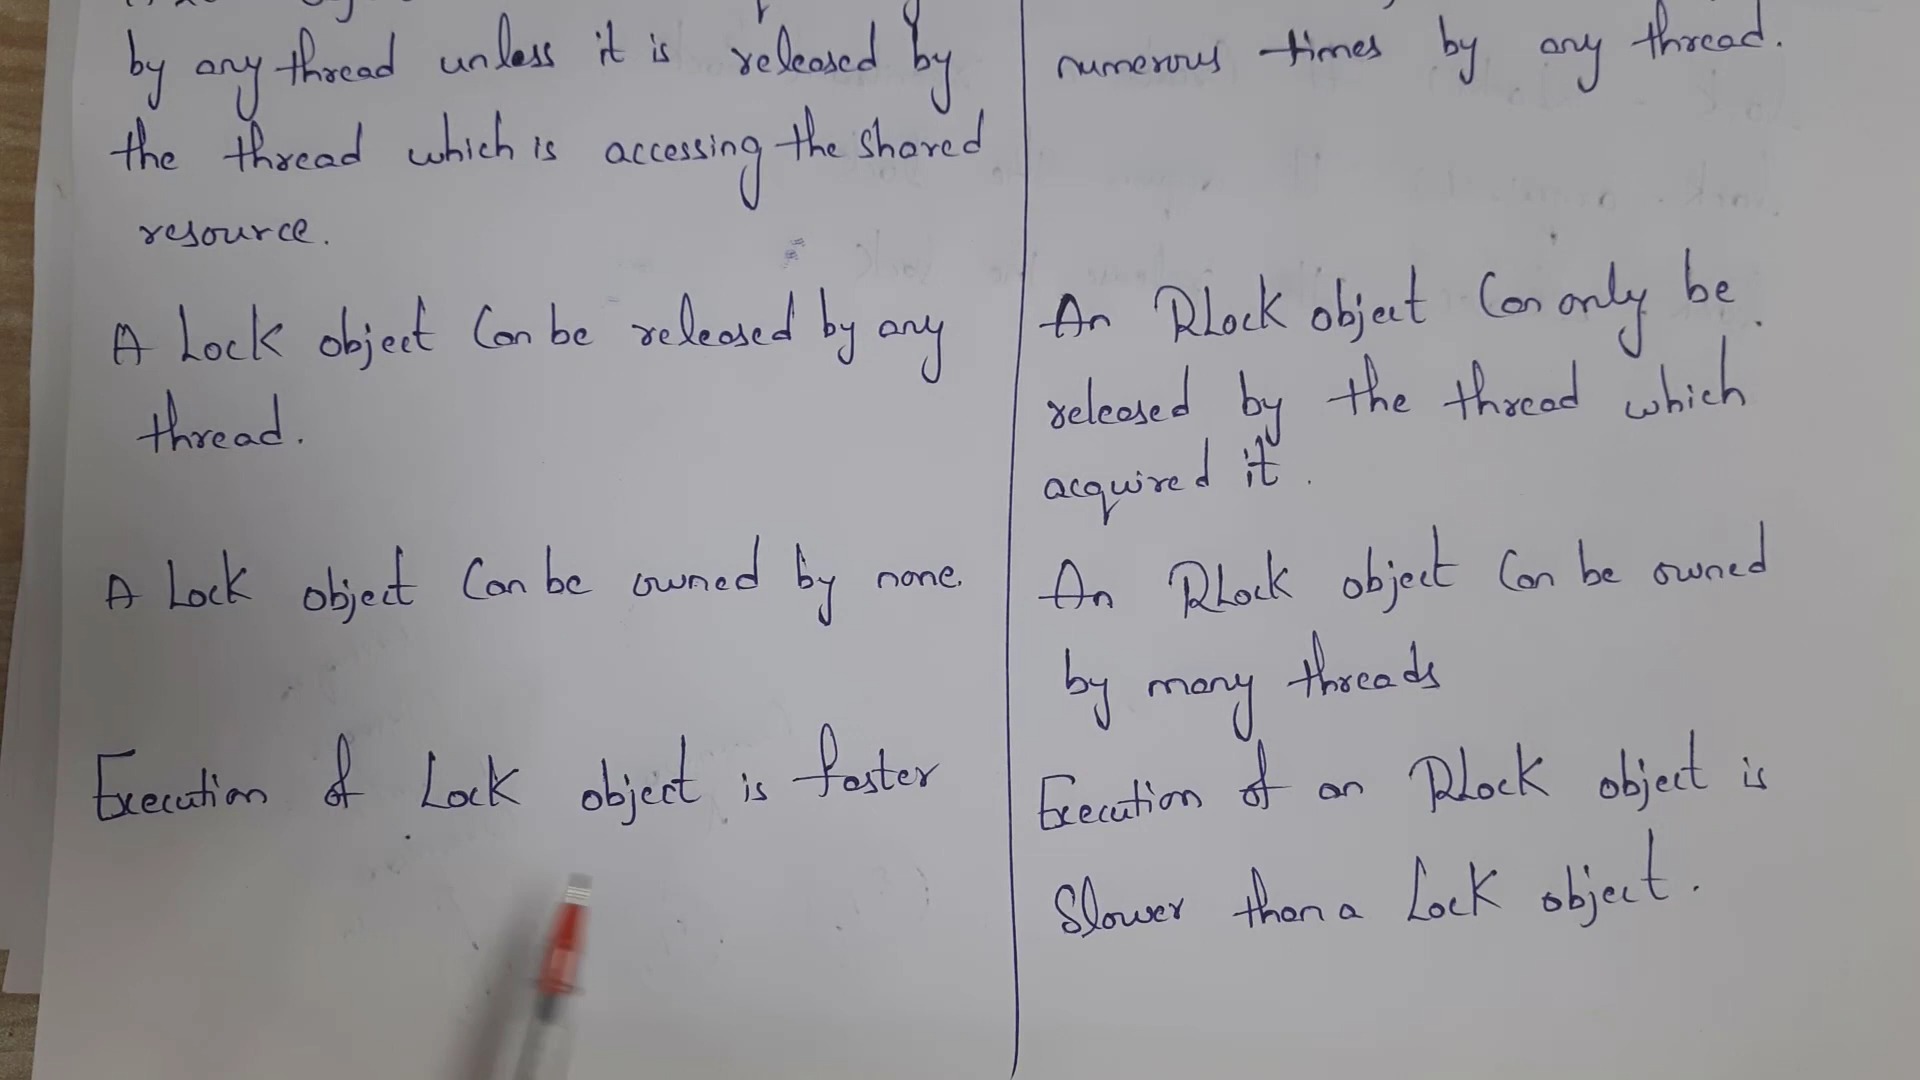 by any thread unless it is released by
the thread which is accessing the shared
resource.
A Lock object Can be released by any
thread.
A Lock object Can be owned by none.
Execution of Lock object is faster
numerous times by any thread.
An RLock object Can only be
released by the thread which
acquired it.
An RLock object Can be owned
by many threads
Execution of an RLock object is
Slower than a Lock object.